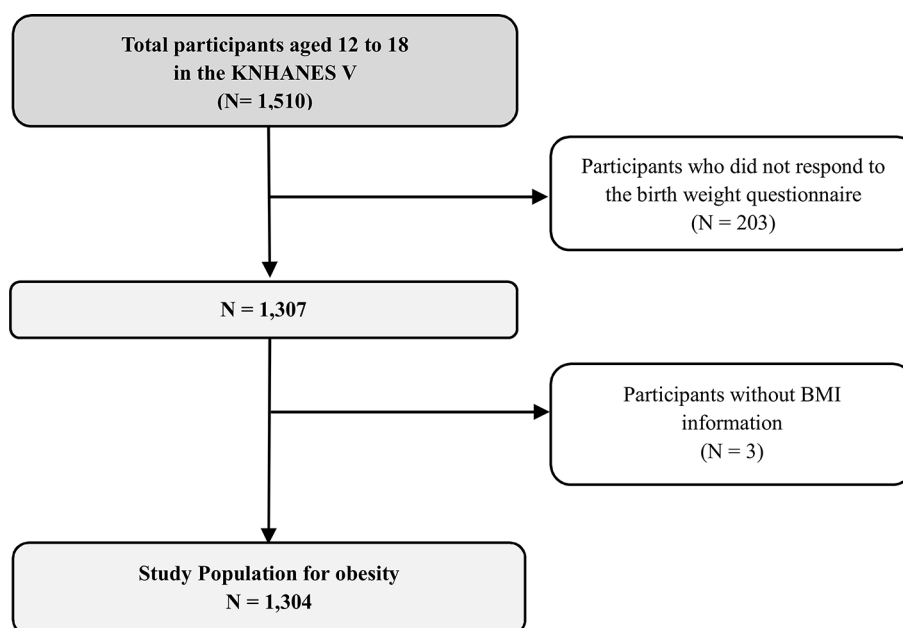 Total participants aged 12 to 18
in the KNHANES V
(N= 1,510)
Participants who did not respond to
the birth weight questionnaire
(N = 203)
N = 1,307
Participants without BMI
information
(N = 3)
Study Population for obesity
N = 1,304